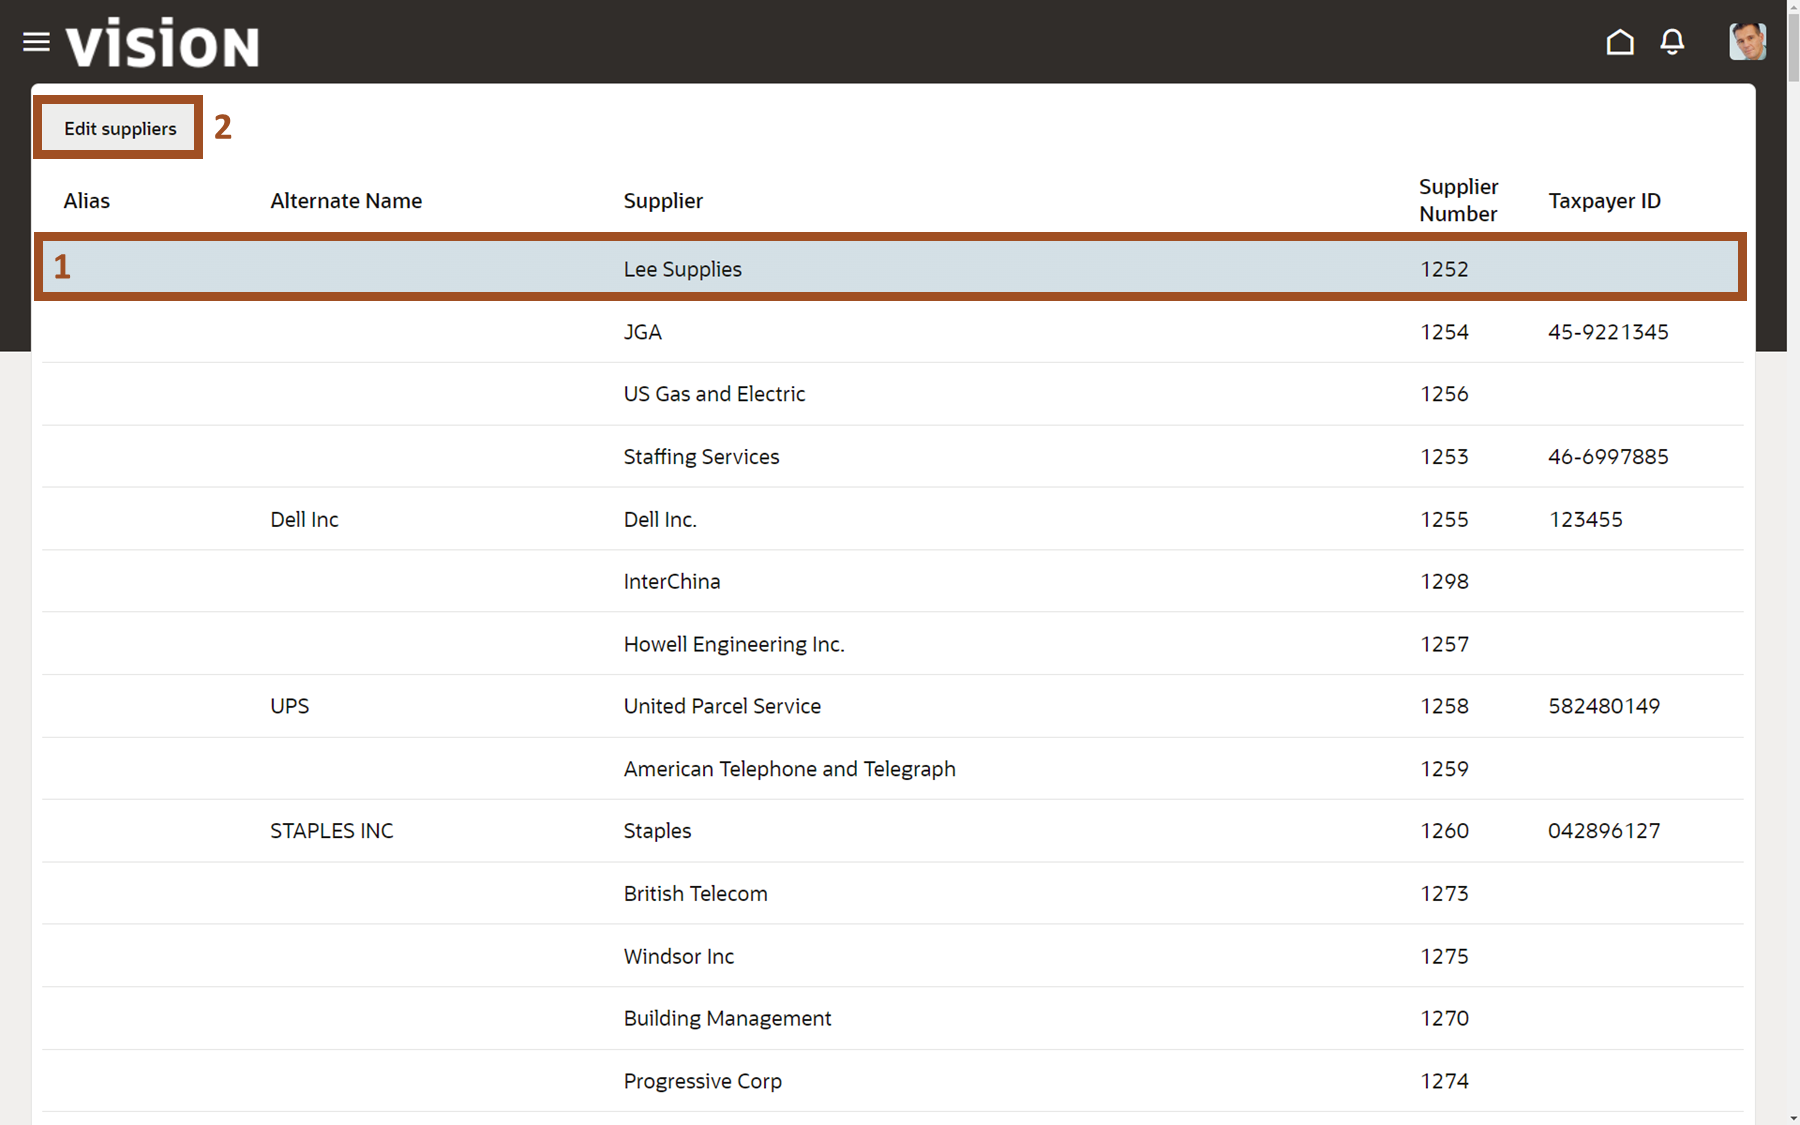 vision
Edit suppliers 2
Alias Alternate Name Supplier Supplier Number Taxpayer ID
1 Lee Supplies 1252
JGA 1254 45-9221345
US Gas and Electric 1256
Staffing Services 1253 46-6997885
Dell Inc Dell Inc. 1255 123455
InterChina 1298
Howell Engineering Inc. 1257
UPS United Parcel Service 1258 582480149
American Telephone and Telegraph 1259
STAPLES INC Staples 1260 042896127
British Telecom 1273
Windsor Inc 1275
Building Management 1270
Progressive Corp 1274